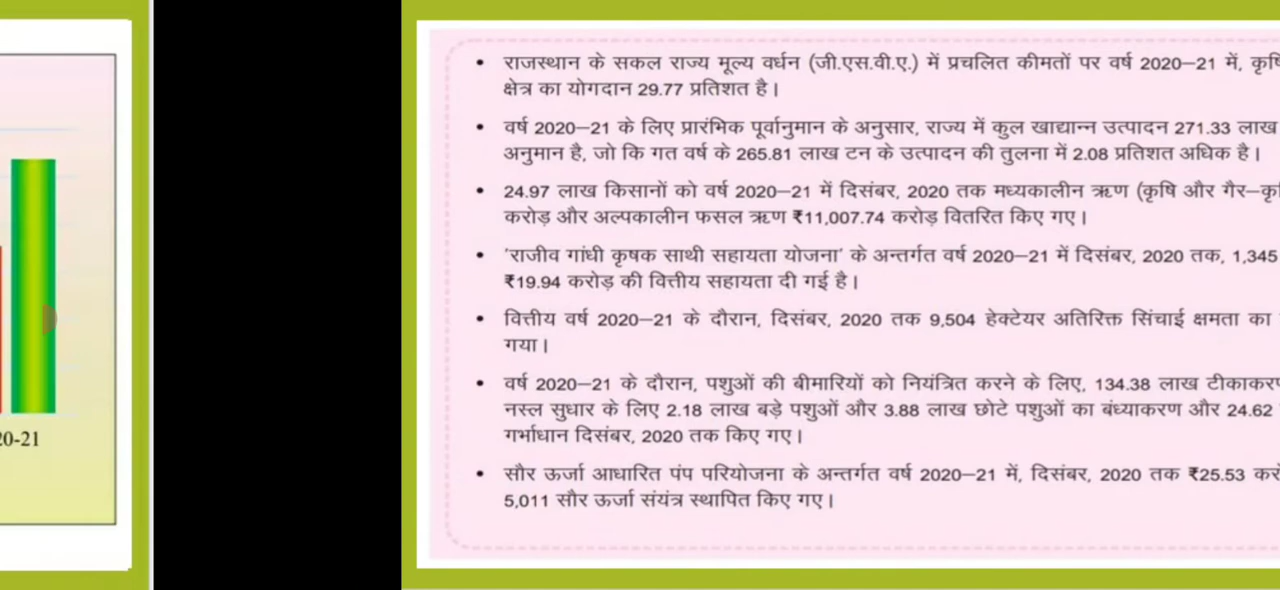 20-21
• राजस्थान के सकल राज्य मूल्य वर्धन (जी.एस.वी.ए.) में प्रचलित कीमतों पर वर्ष 2020–21 में, कृषि
क्षेत्र का योगदान 29.77 प्रतिशत है।
• वर्ष 2020–21 के लिए प्रारंभिक पूर्वानुमान के अनुसार, राज्य में कुल खाद्यान्न उत्पादन 271.33 लाख
अनुमान है, जो कि गत वर्ष के 265.81 लाख टन के उत्पादन की तुलना में 2.08 प्रतिशत अधिक है।
• 24.97 लाख किसानों को वर्ष 2020–21 में दिसंबर, 2020 तक मध्यकालीन ऋण (कृषि और गैर–कृषि
करोड़ और अल्पकालीन फसल ऋण ₹11,007.74 करोड़ वितरित किए गए।
• 'राजीव गांधी कृषक साथी सहायता योजना' के अन्तर्गत वर्ष 2020–21 में दिसंबर, 2020 तक, 1,345
₹19.94 करोड़ की वित्तीय सहायता दी गई है।
• वित्तीय वर्ष 2020–21 के दौरान, दिसंबर, 2020 तक 9,504 हेक्टेयर अतिरिक्त सिंचाई क्षमता का
गया।
• वर्ष 2020–21 के दौरान, पशुओं की बीमारियों को नियंत्रित करने के लिए, 134.38 लाख टीकाकरण
नस्ल सुधार के लिए 2.18 लाख बड़े पशुओं और 3.88 लाख छोटे पशुओं का बंध्याकरण और 24.62
गर्भाधान दिसंबर, 2020 तक किए गए।
• सौर ऊर्जा आधारित पंप परियोजना के अन्तर्गत वर्ष 2020–21 में, दिसंबर, 2020 तक ₹25.53
5,011 सौर ऊर्जा संयंत्र स्थापित किए गए।